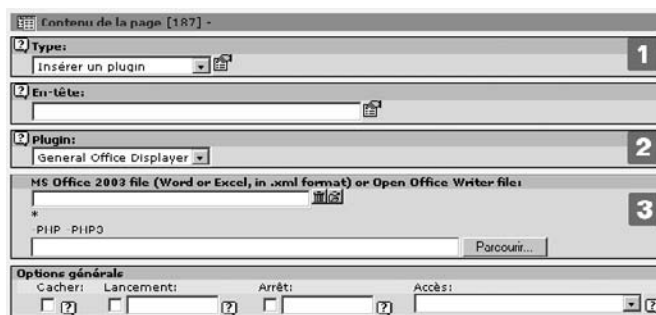 Contenu de la page [187] -
Type:
1
Insérer un plugin
En-tête:
Plugin:
2
General Office Displayer
MS Office 2003 file (Word or Excel, in .xml format) or Open Office Writer file:
3
*
-PHP -PHP3
Parcourir...
Options générals
Cacher: Lancement: Arrêt: Accès: